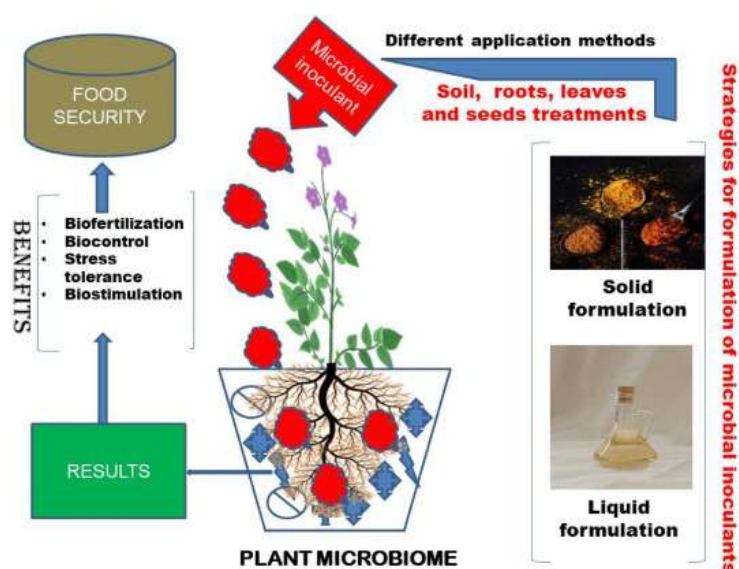 Different application methods
Soil, roots, leaves
and seeds treatments
Microbial
inoculant
FOOD
SECURITY
BENEFITS
• Biofertilization
• Biocontrol
• Stress
tolerance
• Biostimulation
RESULTS
PLANT MICROBIOME
Solid
formulation
Liquid
formulation
Strategies for formulation of microbial inoculants